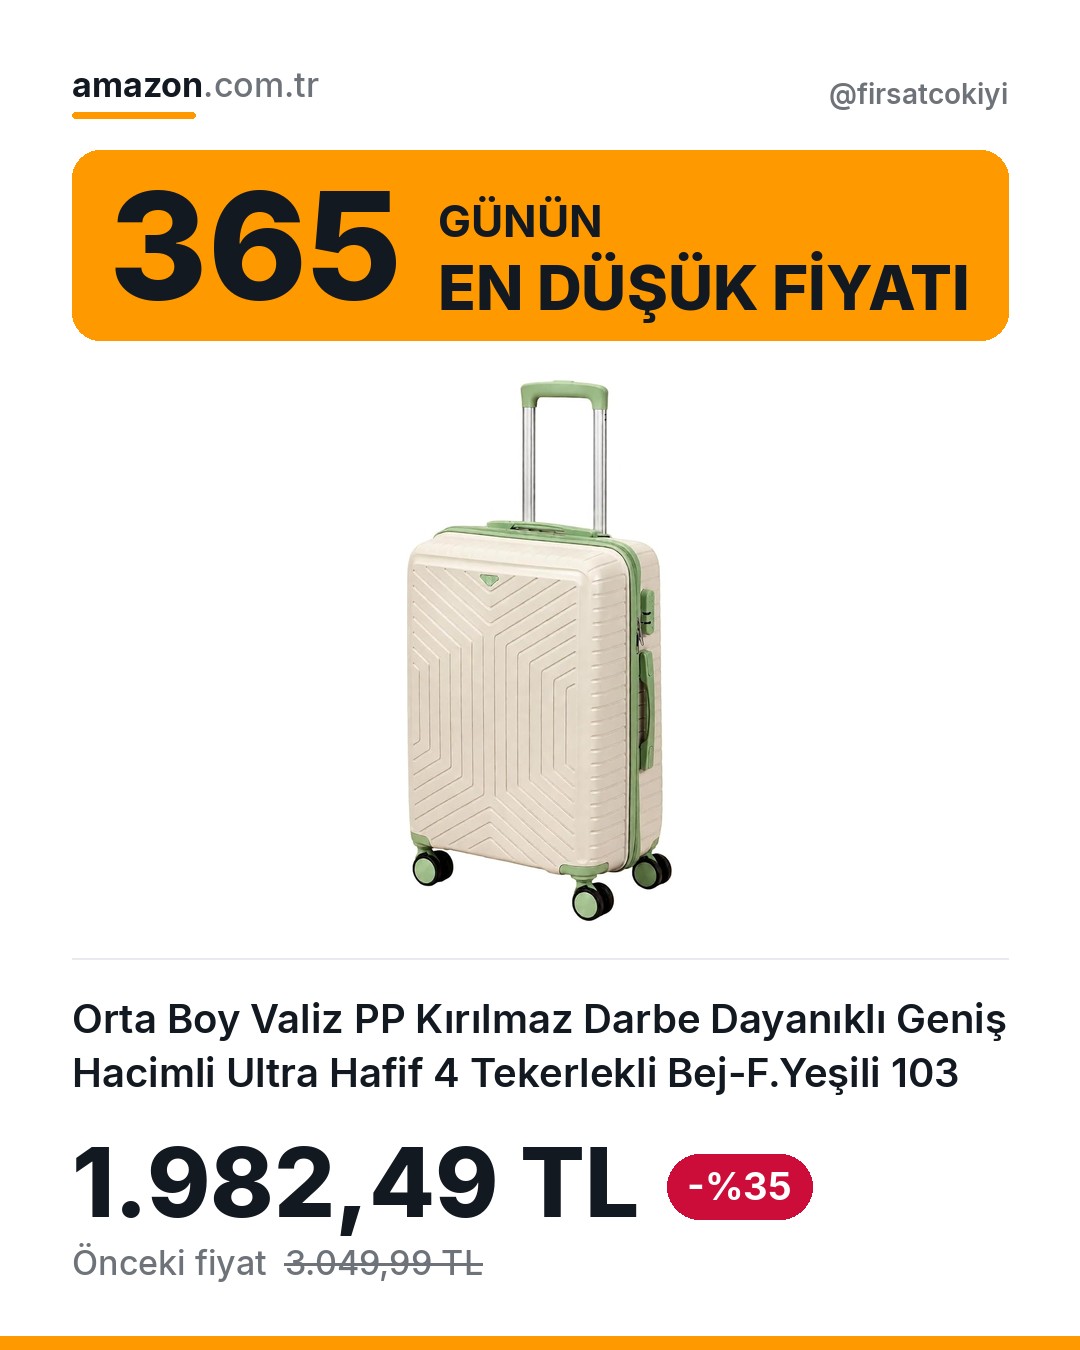 amazon.com.tr
@firsatcokiyi
365 GÜNÜN
EN DÜŞÜK FİYATI
Orta Boy Valiz PP Kırılmaz Darbe Dayanıklı Geniş
Hacimli Ultra Hafif 4 Tekerlekli Bej-F.Yeşili 103
1.982,49 TL -%35
Önceki fiyat 3.049,99 TL